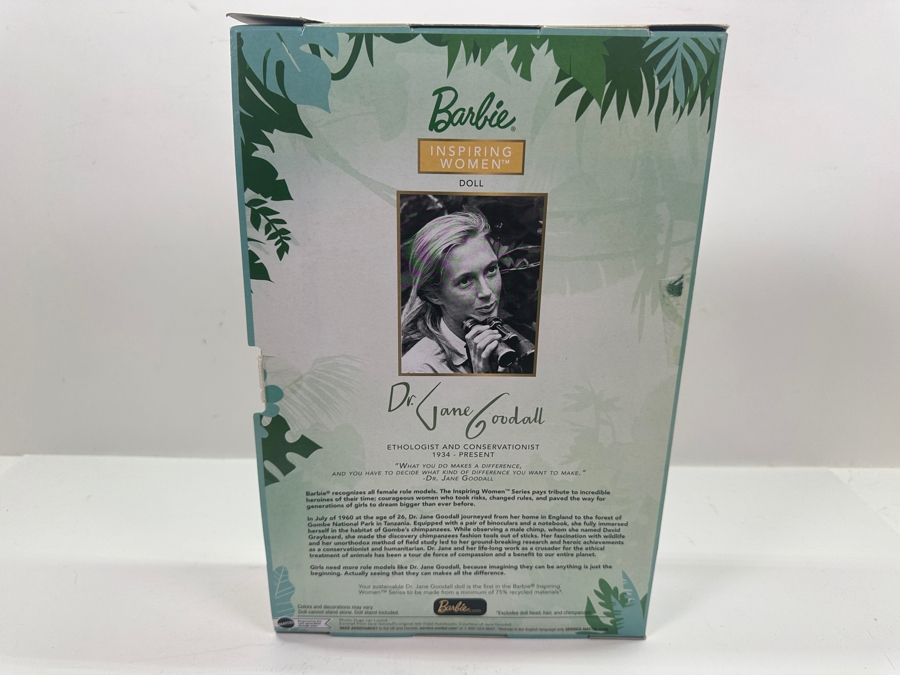 Barbie®
INSPIRING
WOMEN™
DOLL
Dr. Jane Goodall
ETHOLOGIST AND CONSERVATIONIST
1934 - PRESENT
"WHAT YOU DO MAKES A DIFFERENCE,
AND YOU HAVE TO DECIDE WHAT KIND OF DIFFERENCE YOU WANT TO MAKE."
-DR. JANE GOODALL
Barbie® recognizes all female role models. The Inspiring Women™ Series pays tribute to incredible
heroines of their time; courageous women who took risks, changed rules, and paved the way for
generations of girls to dream bigger than ever before.
In July of 1960 at the age of 26, Dr. Jane Goodall journeyed from her home in England to the forest of
Gombe National Park in Tanzania. Equipped with a pair of binoculars and a notebook, she fully immersed
herself in the habitat of Gombe's chimpanzees. While observing a male chimp, whom she named David
Graybeard, she made the discovery chimpanzees fashion tools out of sticks. Her fascination with wildlife
and her unorthodox method of field study led to her ground-breaking research and heroic achievements
as a conservationist and humanitarian. Dr. Jane and her life-long work as a crusader for the ethical
treatment of animals has been a tour de force of compassion and a benefit to our entire planet.
Girls need more role models like Dr. Jane Goodall, because imagining they can be anything is just the
beginning. Actually seeing that they can makes all the difference.
Your sustainable Dr. Jane Goodall doll is the first in the Barbie® Inspiring
Women™ Series to be made from a minimum of 75% recycled materials*.
Colors and decorations may vary.
Doll cannot stand alone. Doll stand included.
Barbie.com
*Excludes doll head, hair, and chimpanzee.